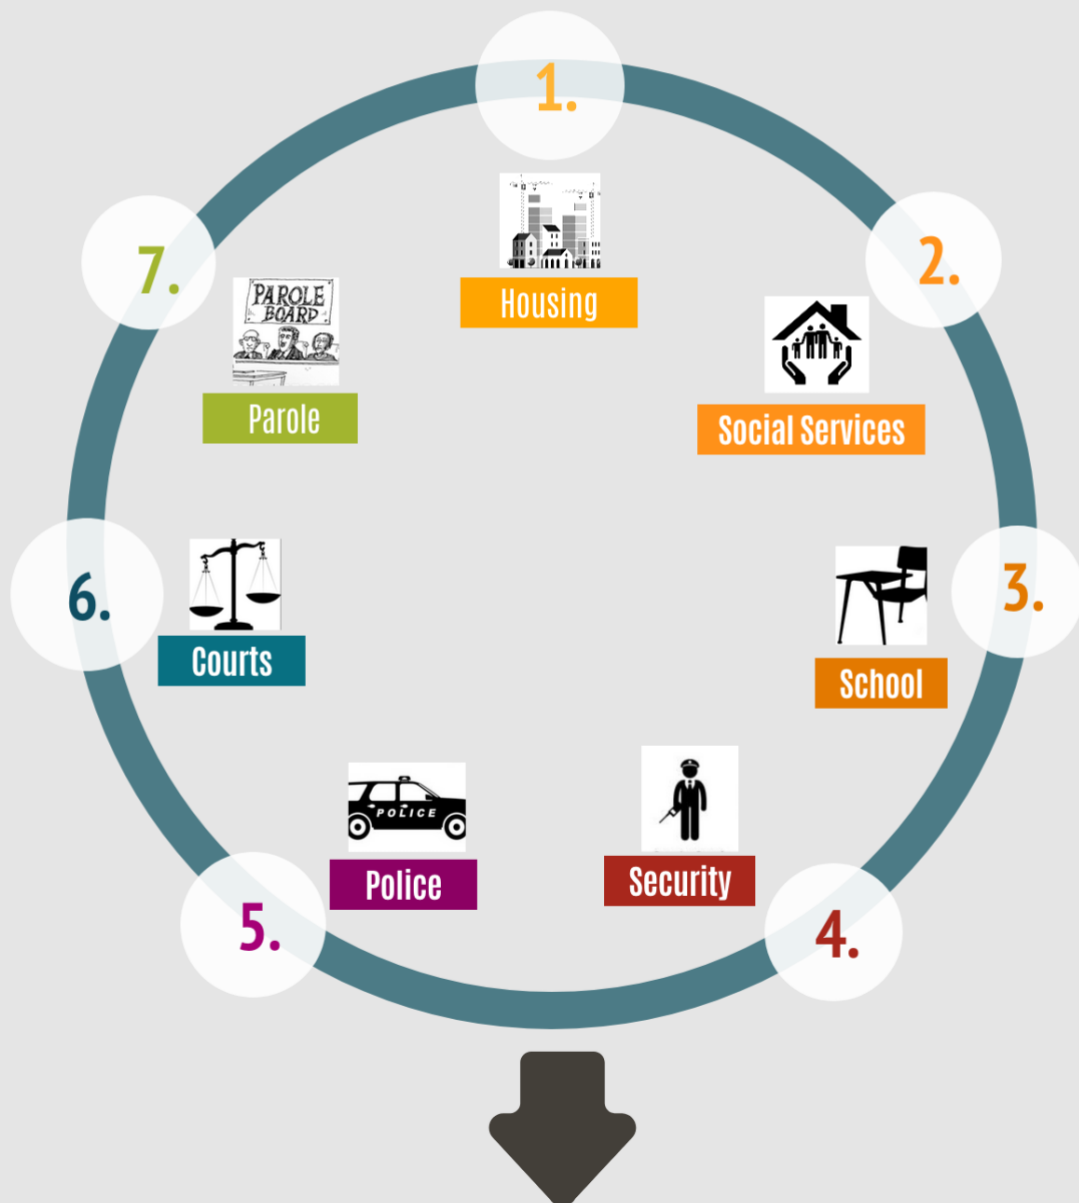 1.
Housing
2.
Social Services
3.
School
4.
Security
5.
POLICE
Police
6.
Courts
7.
PAROLE
BOARD
Parole